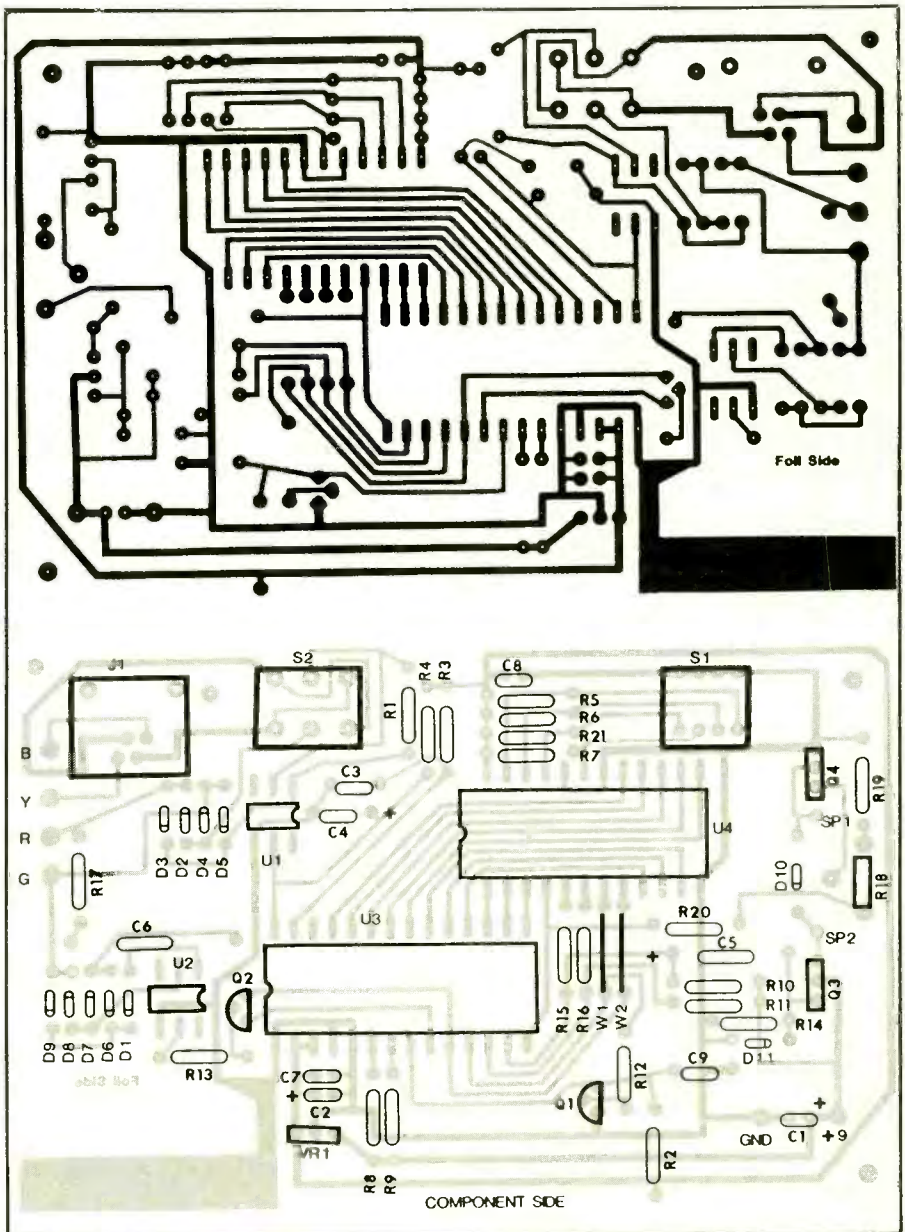 Foil Side
J1
S2
R4
R3
C8
S1
R1
R5
R6
R21
R7
B
Y
R
G
C3
C4
+
Q4
R19
SP1
U4
D3
D2
D4
D5
U1
R17
D10
R18
U3
R20
C6
C5
SP2
U2
Q2
+
R10
R11
Q3
R15
R16
W1
W2
R14
D11
D9
D8
D7
D6
D1
R13
Foil Side
C7
+
C2
VR1
R12
C9
Q1
GND
C1
+
+9
R2
R8
R9
COMPONENT SIDE